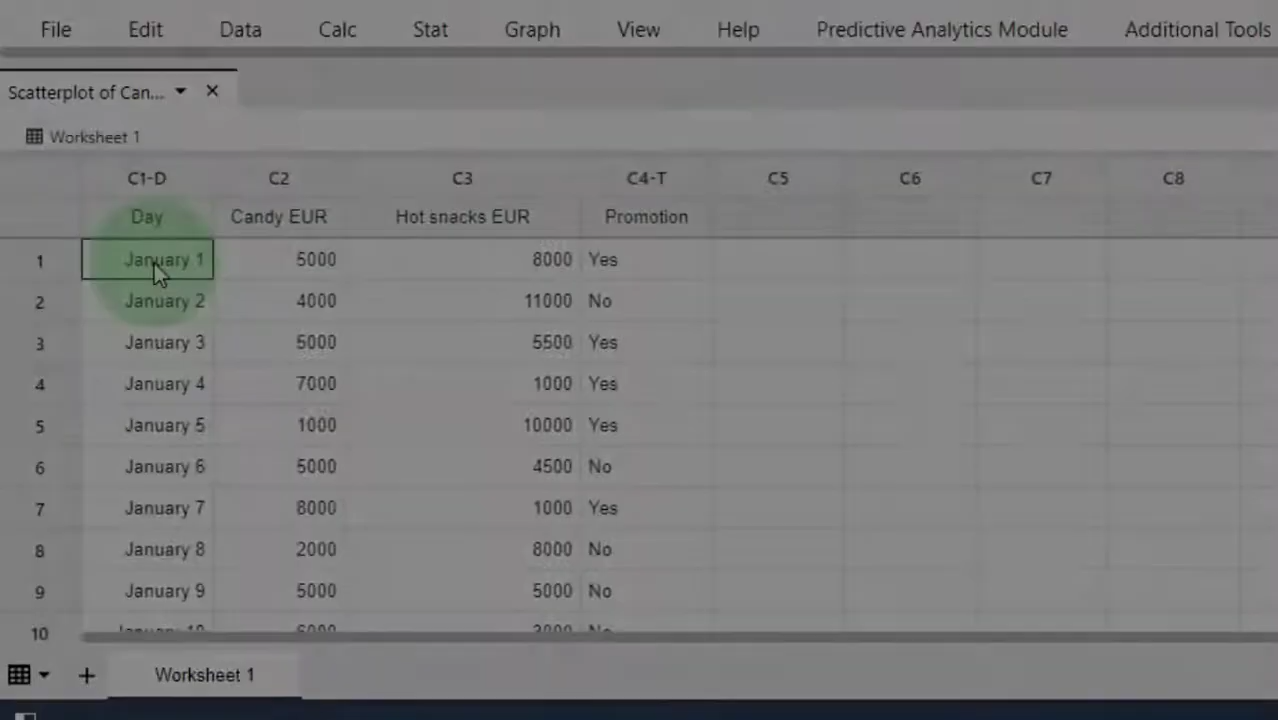 File Edit Data Calc Stat Graph View Help Predictive Analytics Module Additional Tools
Scatterplot of Can...
Worksheet 1
C1-D C2 C3 C4-T C5 C6 C7 C8
Day Candy EUR Hot snacks EUR Promotion
1 January 1 5000 8000 Yes
2 January 2 4000 11000 No
3 January 3 5000 5500 Yes
4 January 4 7000 1000 Yes
5 January 5 1000 10000 Yes
6 January 6 5000 4500 No
7 January 7 8000 1000 Yes
8 January 8 2000 8000 No
9 January 9 5000 5000 No
10
Worksheet 1